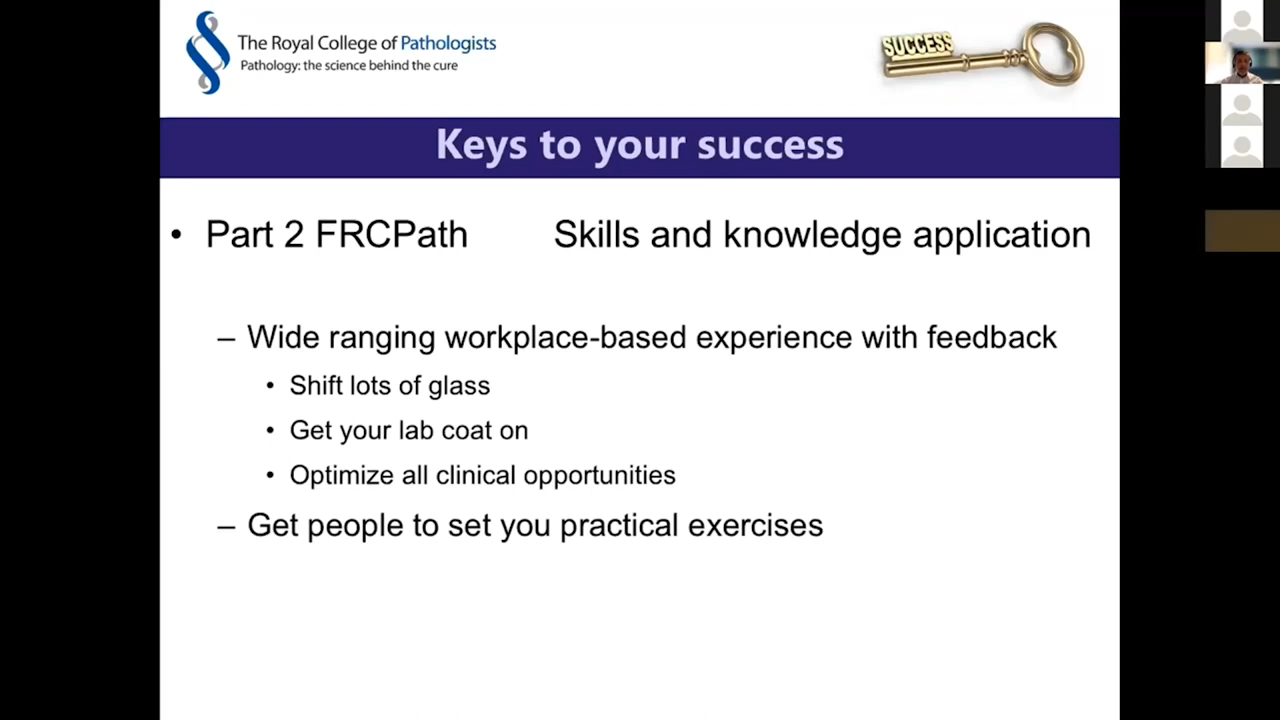 The Royal College of Pathologists
Pathology: the science behind the cure
SUCCESS
Keys to your success
• Part 2 FRCPath Skills and knowledge application
– Wide ranging workplace-based experience with feedback
• Shift lots of glass
• Get your lab coat on
• Optimize all clinical opportunities
– Get people to set you practical exercises